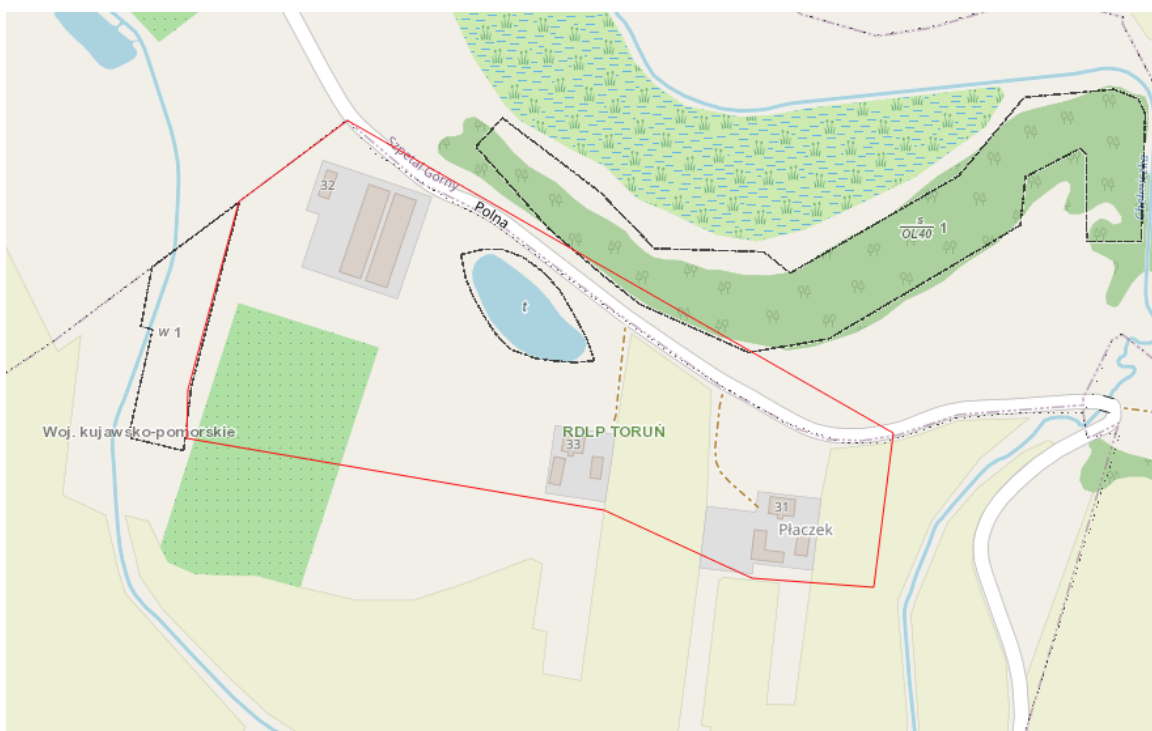 32
Szpetal Górny
Polna
s
OL40 1
t
w 1
Woj. kujawsko-pomorskie
RDLP TORUŃ
33
31
Płaczek